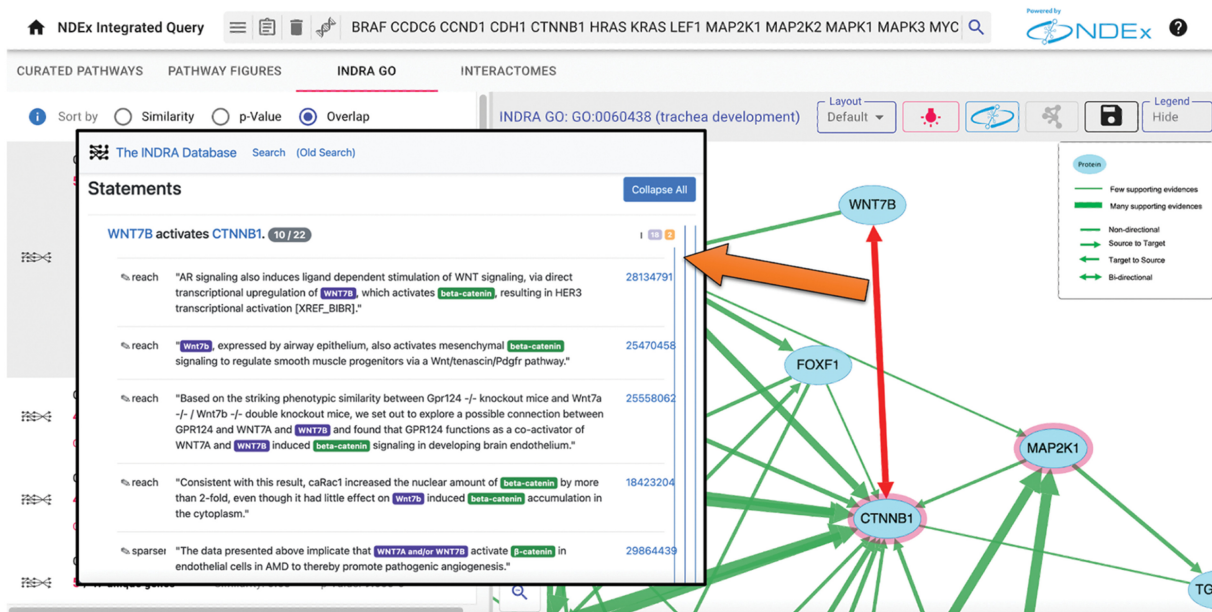 NDEx Integrated Query
BRAF CCDC6 CCND1 CDH1 CTNNB1 HRAS KRAS LEF1 MAP2K1 MAP2K2 MAPK1 MAPK3 MYC
Powered by
NDEx
?
CURATED PATHWAYS
PATHWAY FIGURES
INDRA GO
INTERACTOMES
i Sort by Similarity p-Value Overlap
INDRA GO: GO:0060438 (trachea development)
Layout
Default
Legend
Hide
The INDRA Database Search (Old Search)
Statements
Collapse All
WNT7B activates CTNNB1. 10 / 22
18 2
reach
"AR signaling also induces ligand dependent stimulation of WNT signaling, via direct
transcriptional upregulation of WNT7B, which activates beta-catenin, resulting in HER3
transcriptional activation [XREF_BIBR]."
28134791
reach
"Wnt7b, expressed by airway epithelium, also activates mesenchymal beta-catenin
signaling to regulate smooth muscle progenitors via a Wnt/tenascin/Pdgfr pathway."
25470458
reach
"Based on the striking phenotypic similarity between Gpr124 -/- knockout mice and Wnt7a
-/- / Wnt7b -/- double knockout mice, we set out to explore a possible connection between
GPR124 and WNT7A and WNT7B and found that GPR124 functions as a co-activator of
WNT7A and WNT7B induced beta-catenin signaling in developing brain endothelium."
25558062
reach
"Consistent with this result, caRac1 increased the nuclear amount of beta-catenin by more
than 2-fold, even though it had little effect on Wnt7b induced beta-catenin accumulation in
the cytoplasm."
18423204
sparser
"The data presented above implicate that WNT7A and/or WNT7B activate β-catenin in
endothelial cells in AMD to thereby promote pathogenic angiogenesis."
29864439
Protein
Few supporting evidences
Many supporting evidences
Non-directional
Source to Target
Target to Source
Bi-directional
WNT7B
FOXF1
MAP2K1
CTNNB1
TG